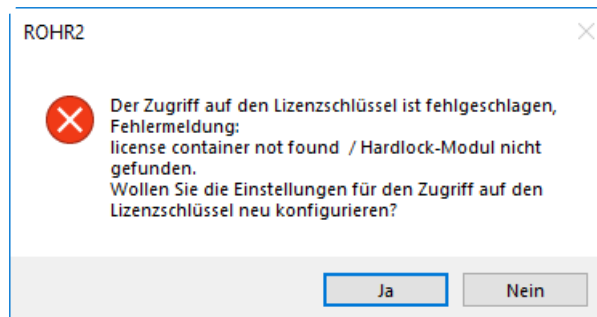 ROHR2
Der Zugriff auf den Lizenzschlüssel ist fehlgeschlagen,
Fehlermeldung:
license container not found / Hardlock-Modul nicht
gefunden.
Wollen Sie die Einstellungen für den Zugriff auf den
Lizenzschlüssel neu konfigurieren?
Ja
Nein